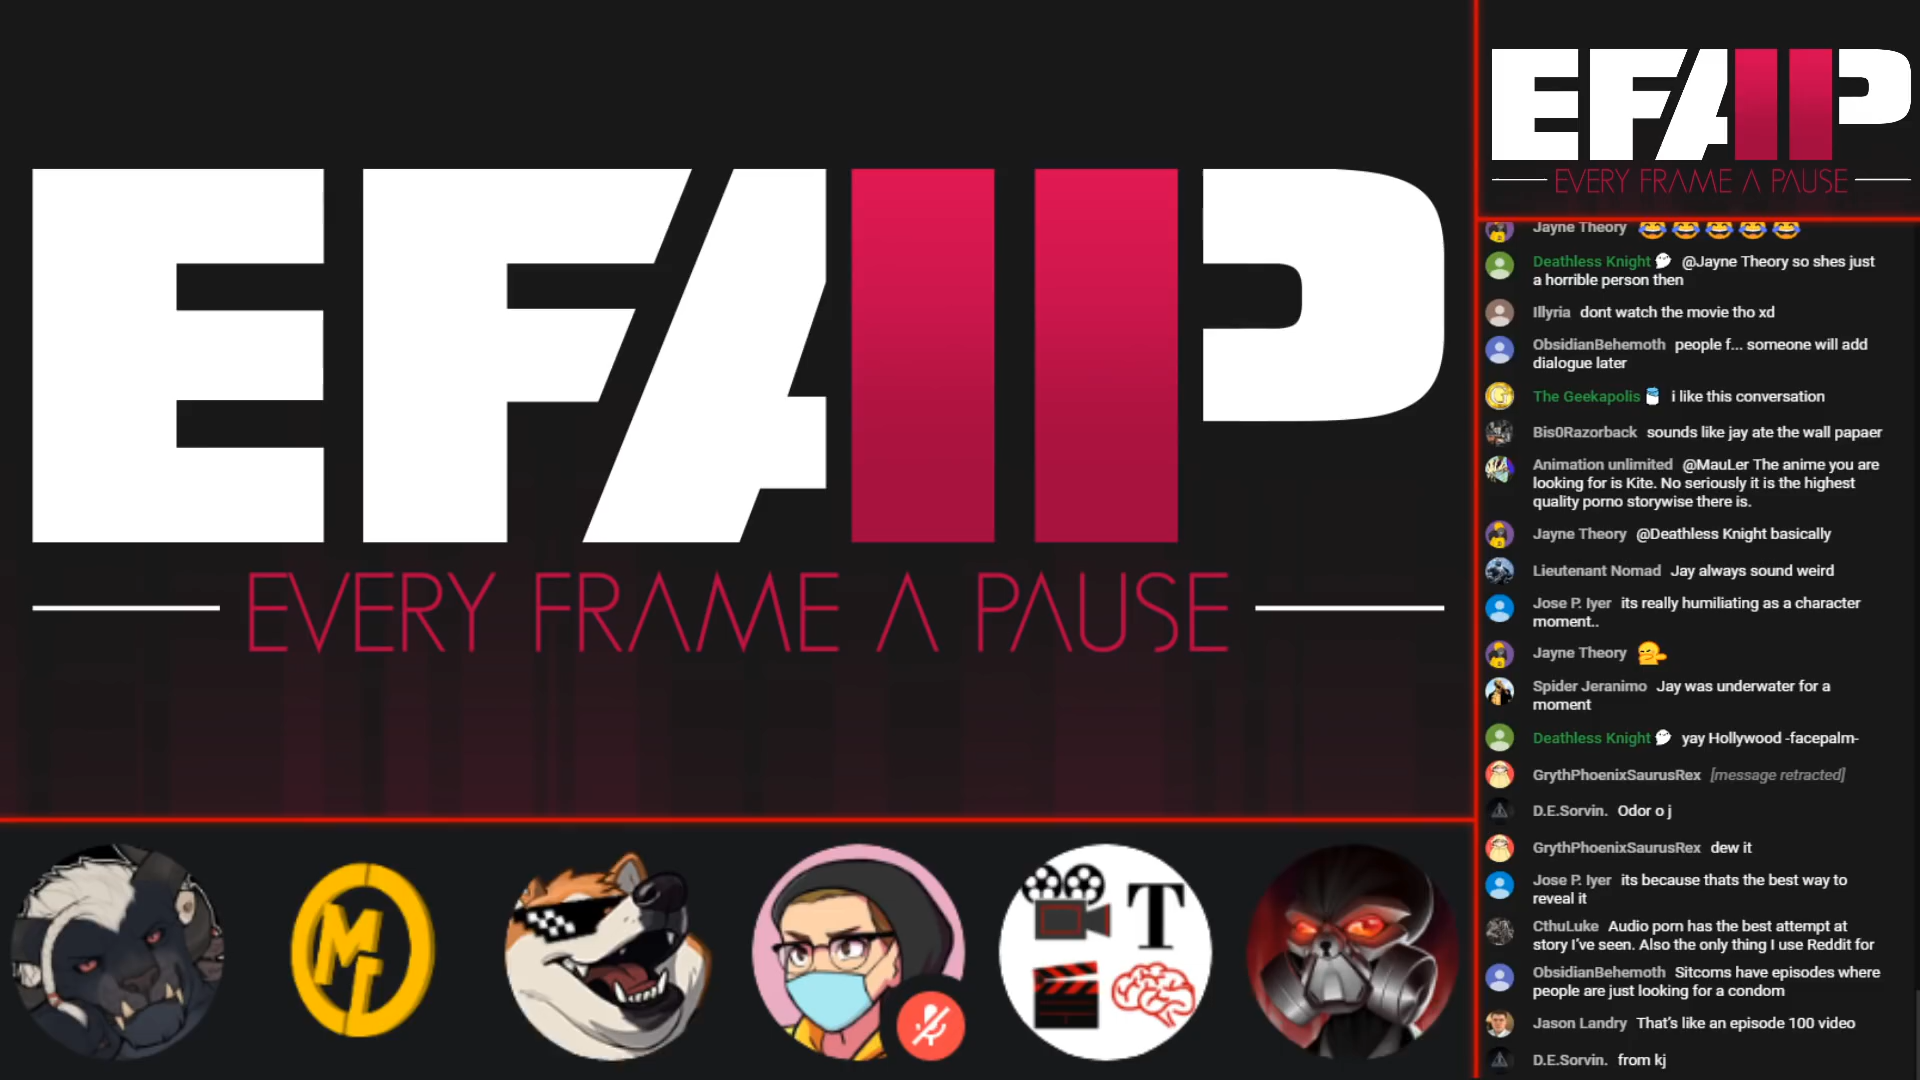 EFAP
EVERY FRAME A PAUSE
ML
T
EFAP
EVERY FRAME A PAUSE
Jayne Theory
Deathless Knight @Jayne Theory so shes just
a horrible person then
Illyria dont watch the movie tho xd
ObsidianBehemoth people f... someone will add
dialogue later
The Geekapolis i like this conversation
Bis0Razorback sounds like jay ate the wall papaer
Animation unlimited @MauLer The anime you are
looking for is Kite. No seriously it is the highest
quality porno storywise there is.
Jayne Theory @Deathless Knight basically
Lieutenant Nomad Jay always sound weird
Jose P. Iyer its really humiliating as a character
moment..
Jayne Theory
Spider Jeranimo Jay was underwater for a
moment
Deathless Knight yay Hollywood -facepalm-
GrythPhoenixSaurusRex [message retracted]
D.E.Sorvin. Odor o j
GrythPhoenixSaurusRex dew it
Jose P. Iyer its because thats the best way to
reveal it
CthuLuke Audio porn has the best attempt at
story I've seen. Also the only thing I use Reddit for
ObsidianBehemoth Sitcoms have episodes where
people are just looking for a condom
Jason Landry That's like an episode 100 video
D.E.Sorvin. from kj